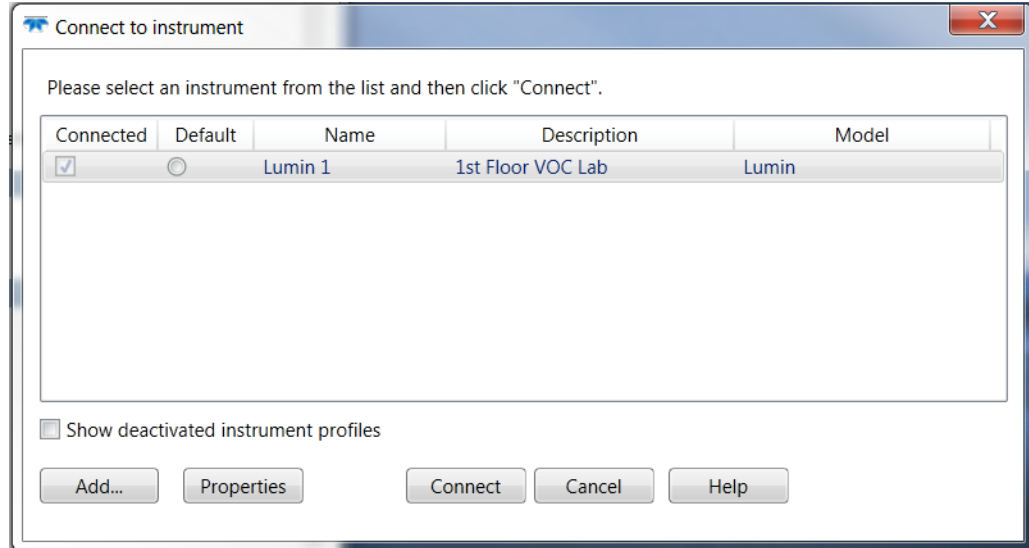 Connect to instrument
Please select an instrument from the list and then click "Connect".
Connected Default Name Description Model
Lumin 1 1st Floor VOC Lab Lumin
Show deactivated instrument profiles
Add... Properties Connect Cancel Help